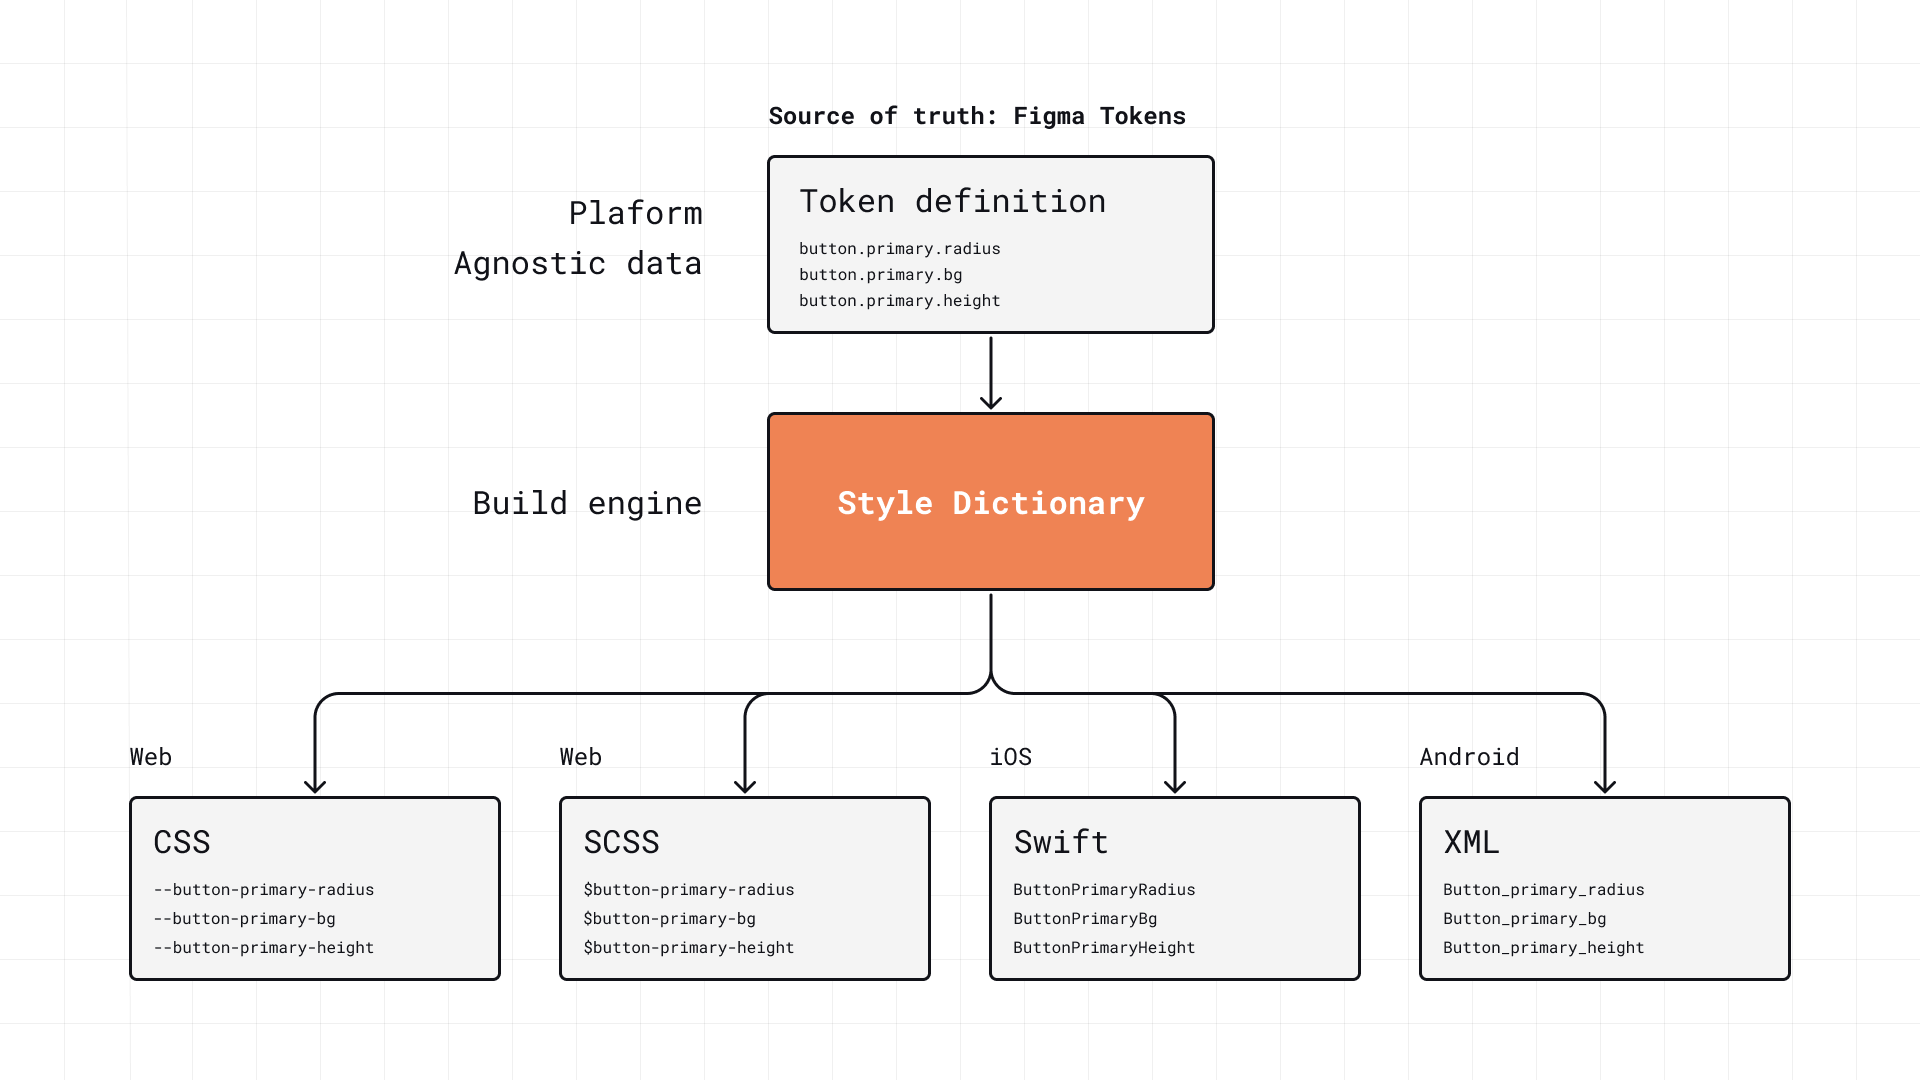 Source of truth: Figma Tokens
Plaform
Agnostic data
Token definition
button.primary.radius
button.primary.bg
button.primary.height
Build engine
Style Dictionary
Web
CSS
--button-primary-radius
--button-primary-bg
--button-primary-height
Web
SCSS
$button-primary-radius
$button-primary-bg
$button-primary-height
iOS
Swift
ButtonPrimaryRadius
ButtonPrimaryBg
ButtonPrimaryHeight
Android
XML
Button_primary_radius
Button_primary_bg
Button_primary_height